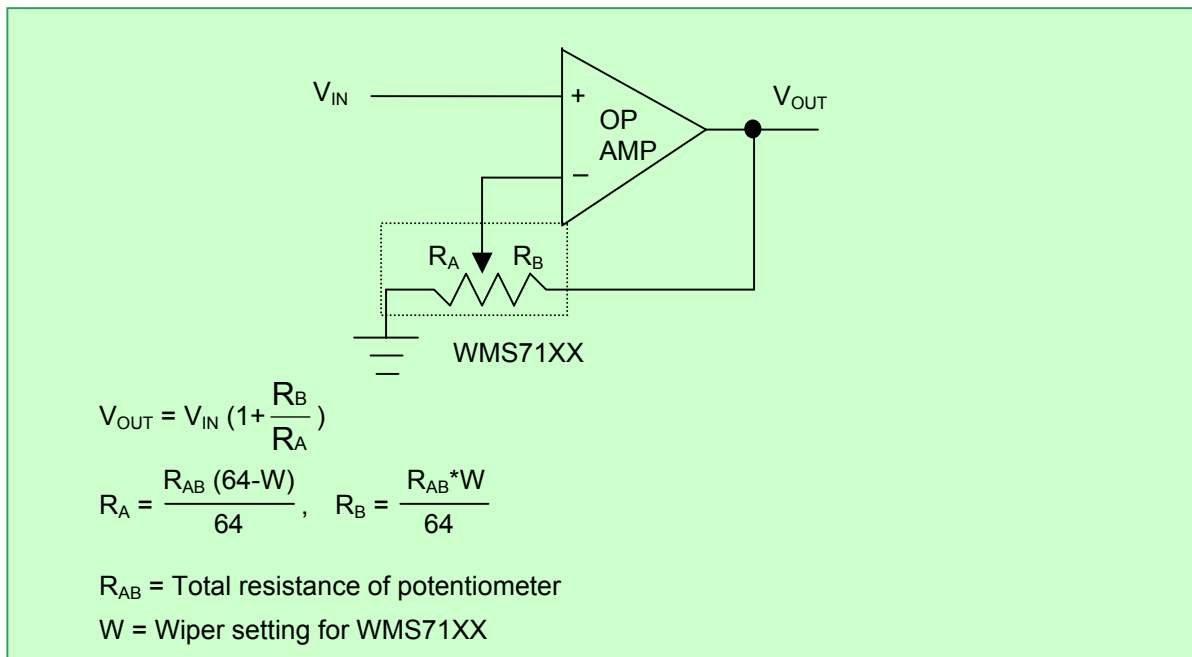 V_IN
+
OP
AMP
−
V_OUT
R_A
R_B
WMS71XX
V_OUT = V_IN (1+ R_B/R_A )
R_A = R_AB (64-W)/64 ,   R_B = R_AB*W/64
R_AB = Total resistance of potentiometer
W = Wiper setting for WMS71XX